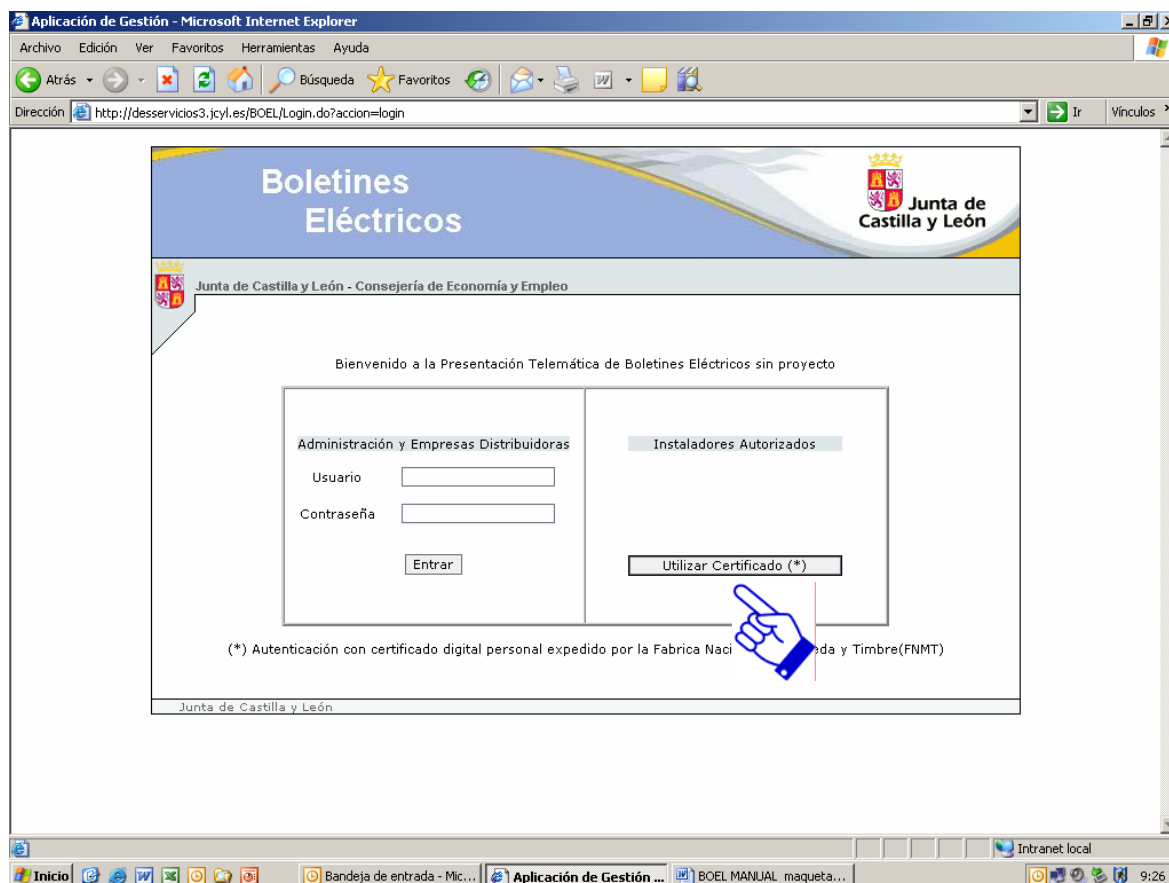 Aplicación de Gestión - Microsoft Internet Explorer
Archivo Edición Ver Favoritos Herramientas Ayuda
Atrás Búsqueda Favoritos
Dirección http://desservicios3.jcyl.es/BOEL/Login.do?accion=login Ir Vínculos
Boletines
Eléctricos
Junta de
Castilla y León
Junta de Castilla y León - Consejería de Economía y Empleo
Bienvenido a la Presentación Telemática de Boletines Eléctricos sin proyecto
Administración y Empresas Distribuidoras
Usuario
Contraseña
Entrar
Instaladores Autorizados
Utilizar Certificado (*)
(*) Autenticación con certificado digital personal expedido por la Fabrica Naci eda y Timbre(FNMT)
Junta de Castilla y León
Intranet local
Inicio Bandeja de entrada - Mic... Aplicación de Gestión ... BOEL MANUAL maqueta... 9:26